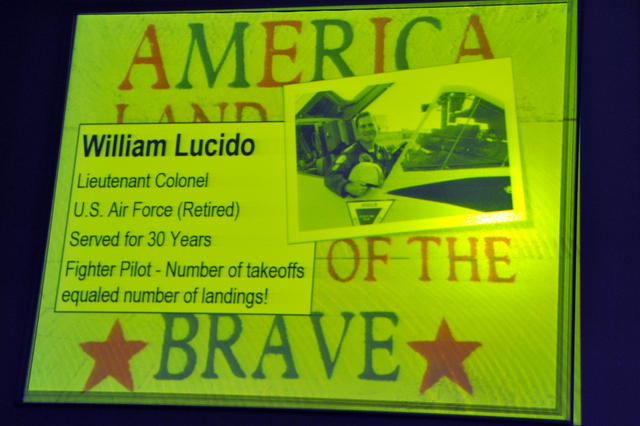 AMERICA
LAND
William Lucido
Lieutenant Colonel
U.S. Air Force (Retired)
Served for 30 Years
Fighter Pilot - Number of takeoffs
equaled number of landings!
OF THE
BRAVE